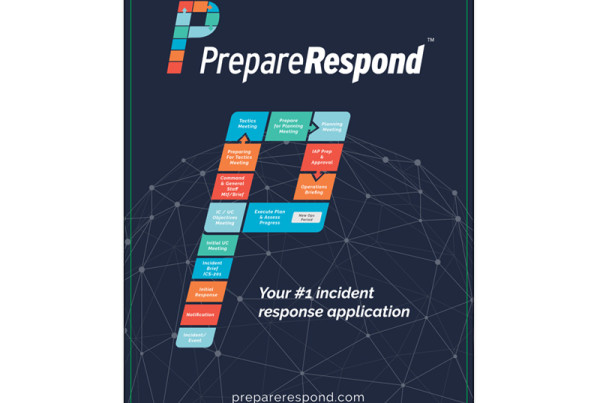 PrepareRespond™
Tactics
Meeting
Prepare
for Planning
Meeting
Planning
Meeting
Preparing
For Tactics
Meeting
IAP Prep
&
Approval
Command
& General
Staff
MtG/Brief
Operations
Briefing
IC / UC
Objectives
Meeting
Execute Plan
& Assess
Progress
New Ops
Period
Initial UC
Meeting
Incident
Brief
ICS-201
Initial
Response
Your #1 incident
response application
Notification
Incident/
Event
preparerespond.com